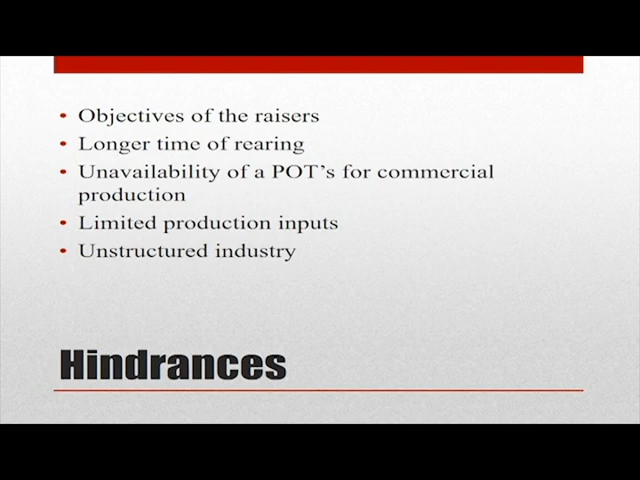 • Objectives of the raisers
• Longer time of rearing
• Unavailability of a POT's for commercial
production
• Limited production inputs
• Unstructured industry
Hindrances